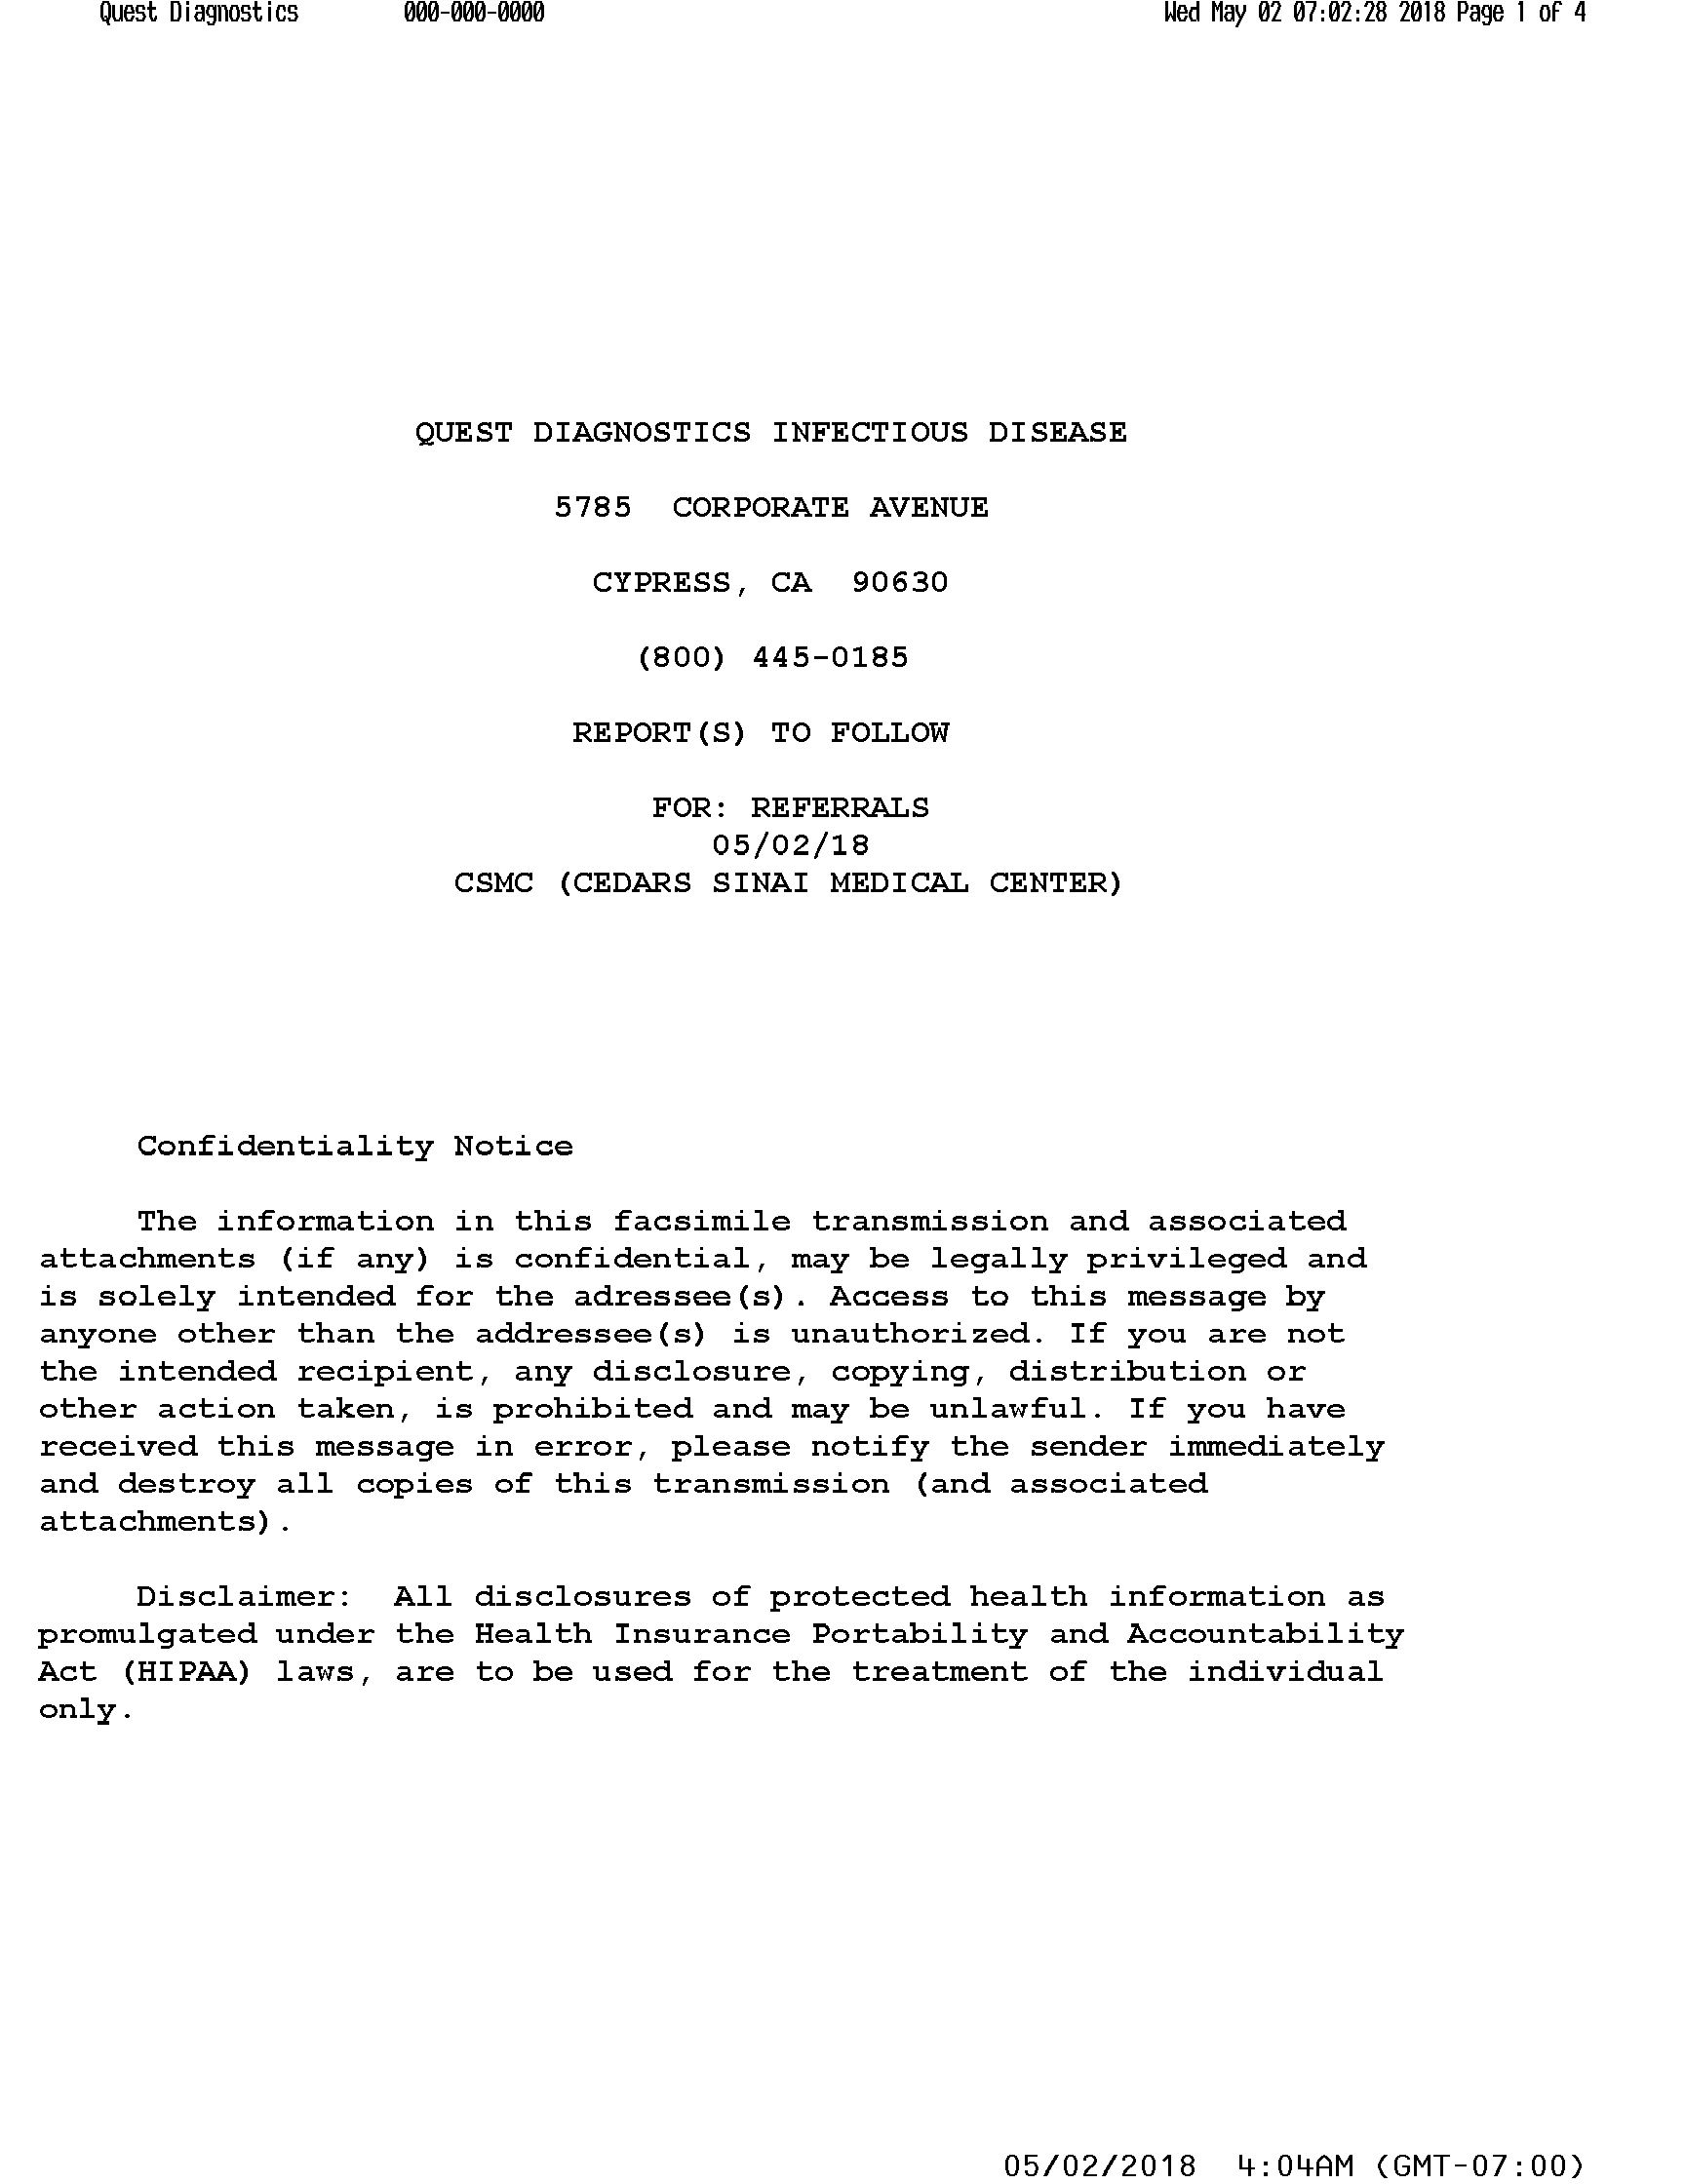 Quest Diagnostics 000-000-0000 Wed May 02 07:02:28 2018 Page 1 of 4
QUEST DIAGNOSTICS INFECTIOUS DISEASE
5785 CORPORATE AVENUE
CYPRESS, CA 90630
(800) 445-0185
REPORT(S) TO FOLLOW
FOR: REFERRALS
05/02/18
CSMC (CEDARS SINAI MEDICAL CENTER)
Confidentiality Notice
The information in this facsimile transmission and associated
attachments (if any) is confidential, may be legally privileged and
is solely intended for the adressee(s). Access to this message by
anyone other than the addressee(s) is unauthorized. If you are not
the intended recipient, any disclosure, copying, distribution or
other action taken, is prohibited and may be unlawful. If you have
received this message in error, please notify the sender immediately
and destroy all copies of this transmission (and associated
attachments).
Disclaimer: All disclosures of protected health information as
promulgated under the Health Insurance Portability and Accountability
Act (HIPAA) laws, are to be used for the treatment of the individual
only.
05/02/2018 4:04AM (GMT-07:00)